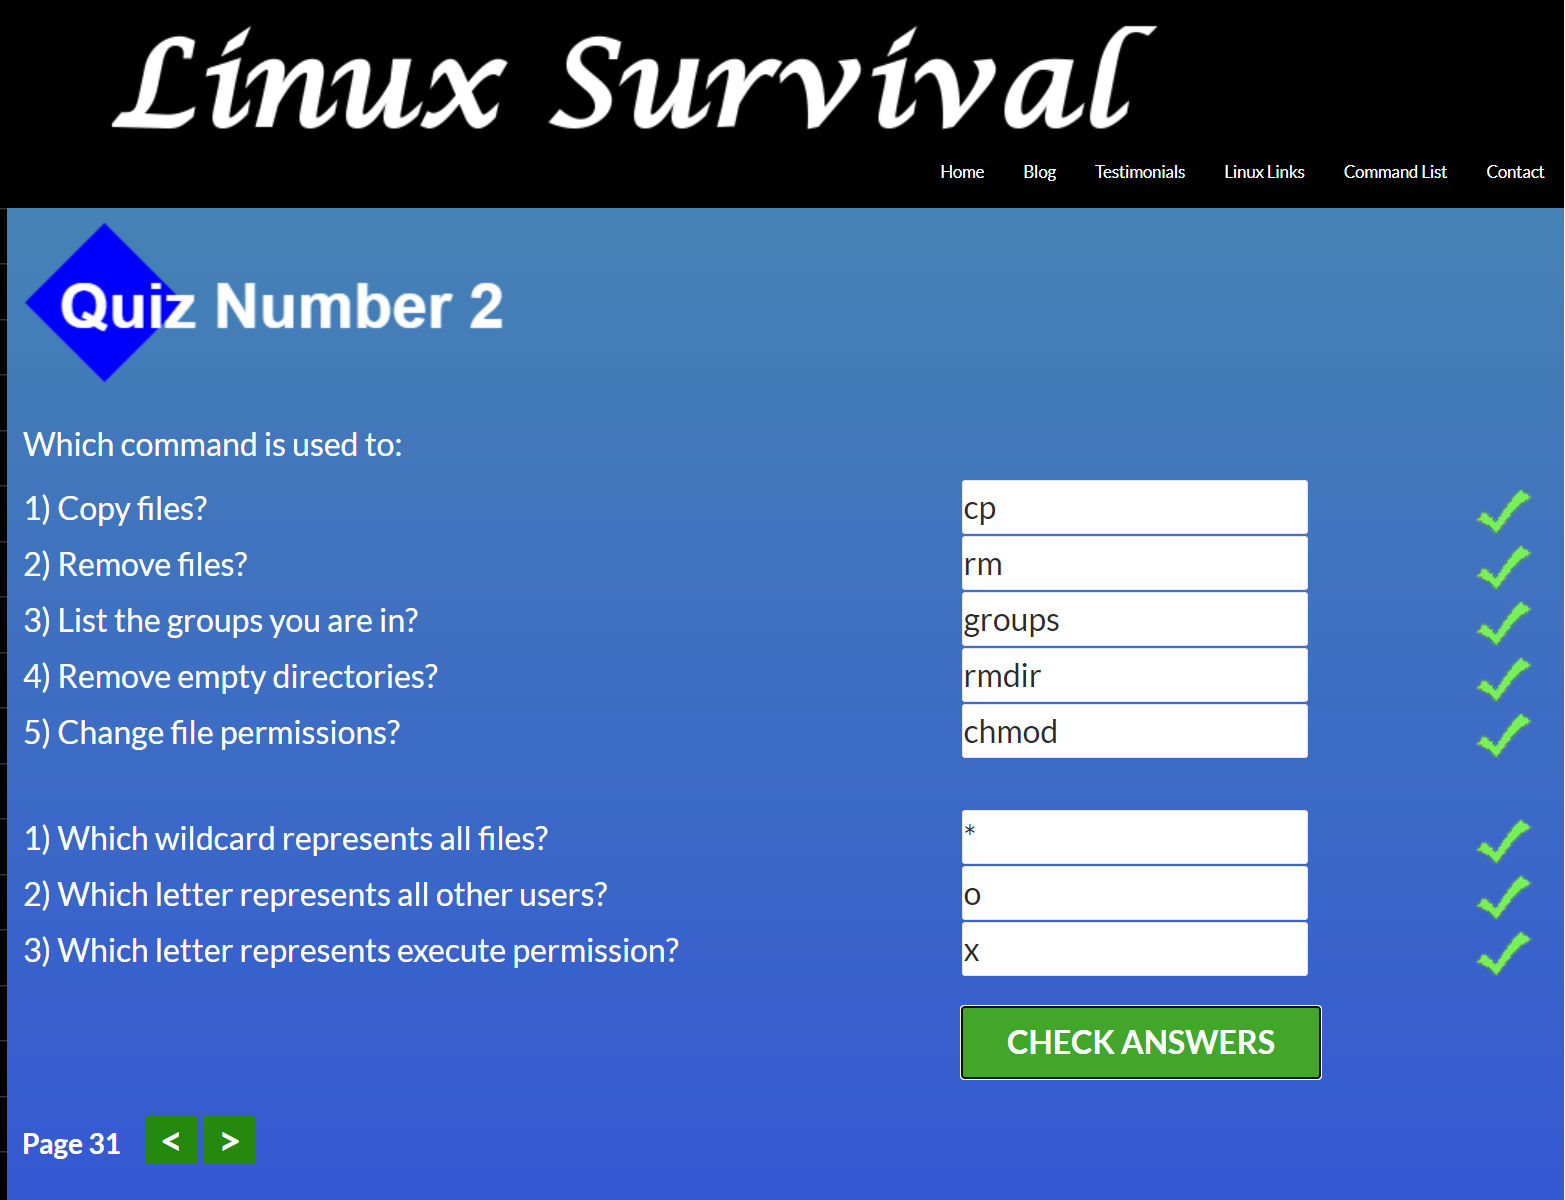 Linux Survival
Home Blog Testimonials Linux Links Command List Contact
Quiz Number 2
Which command is used to:
1) Copy files? cp
2) Remove files? rm
3) List the groups you are in? groups
4) Remove empty directories? rmdir
5) Change file permissions? chmod
1) Which wildcard represents all files? *
2) Which letter represents all other users? o
3) Which letter represents execute permission? x
CHECK ANSWERS
Page 31 < >